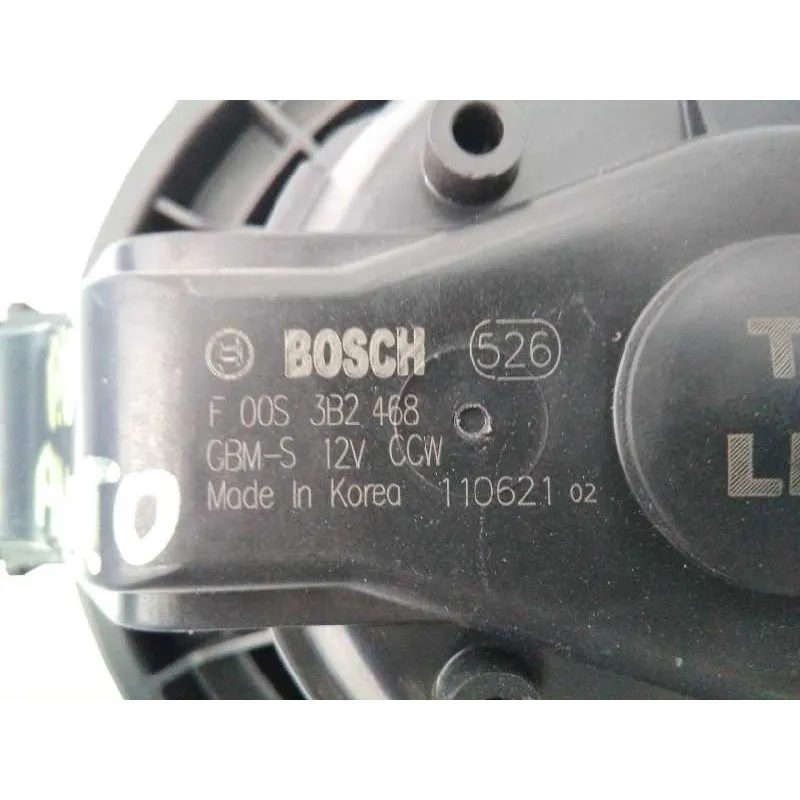 BOSCH 526
F 00S 3B2 468
GBM-S 12V CCW
Made In Korea 110621 02